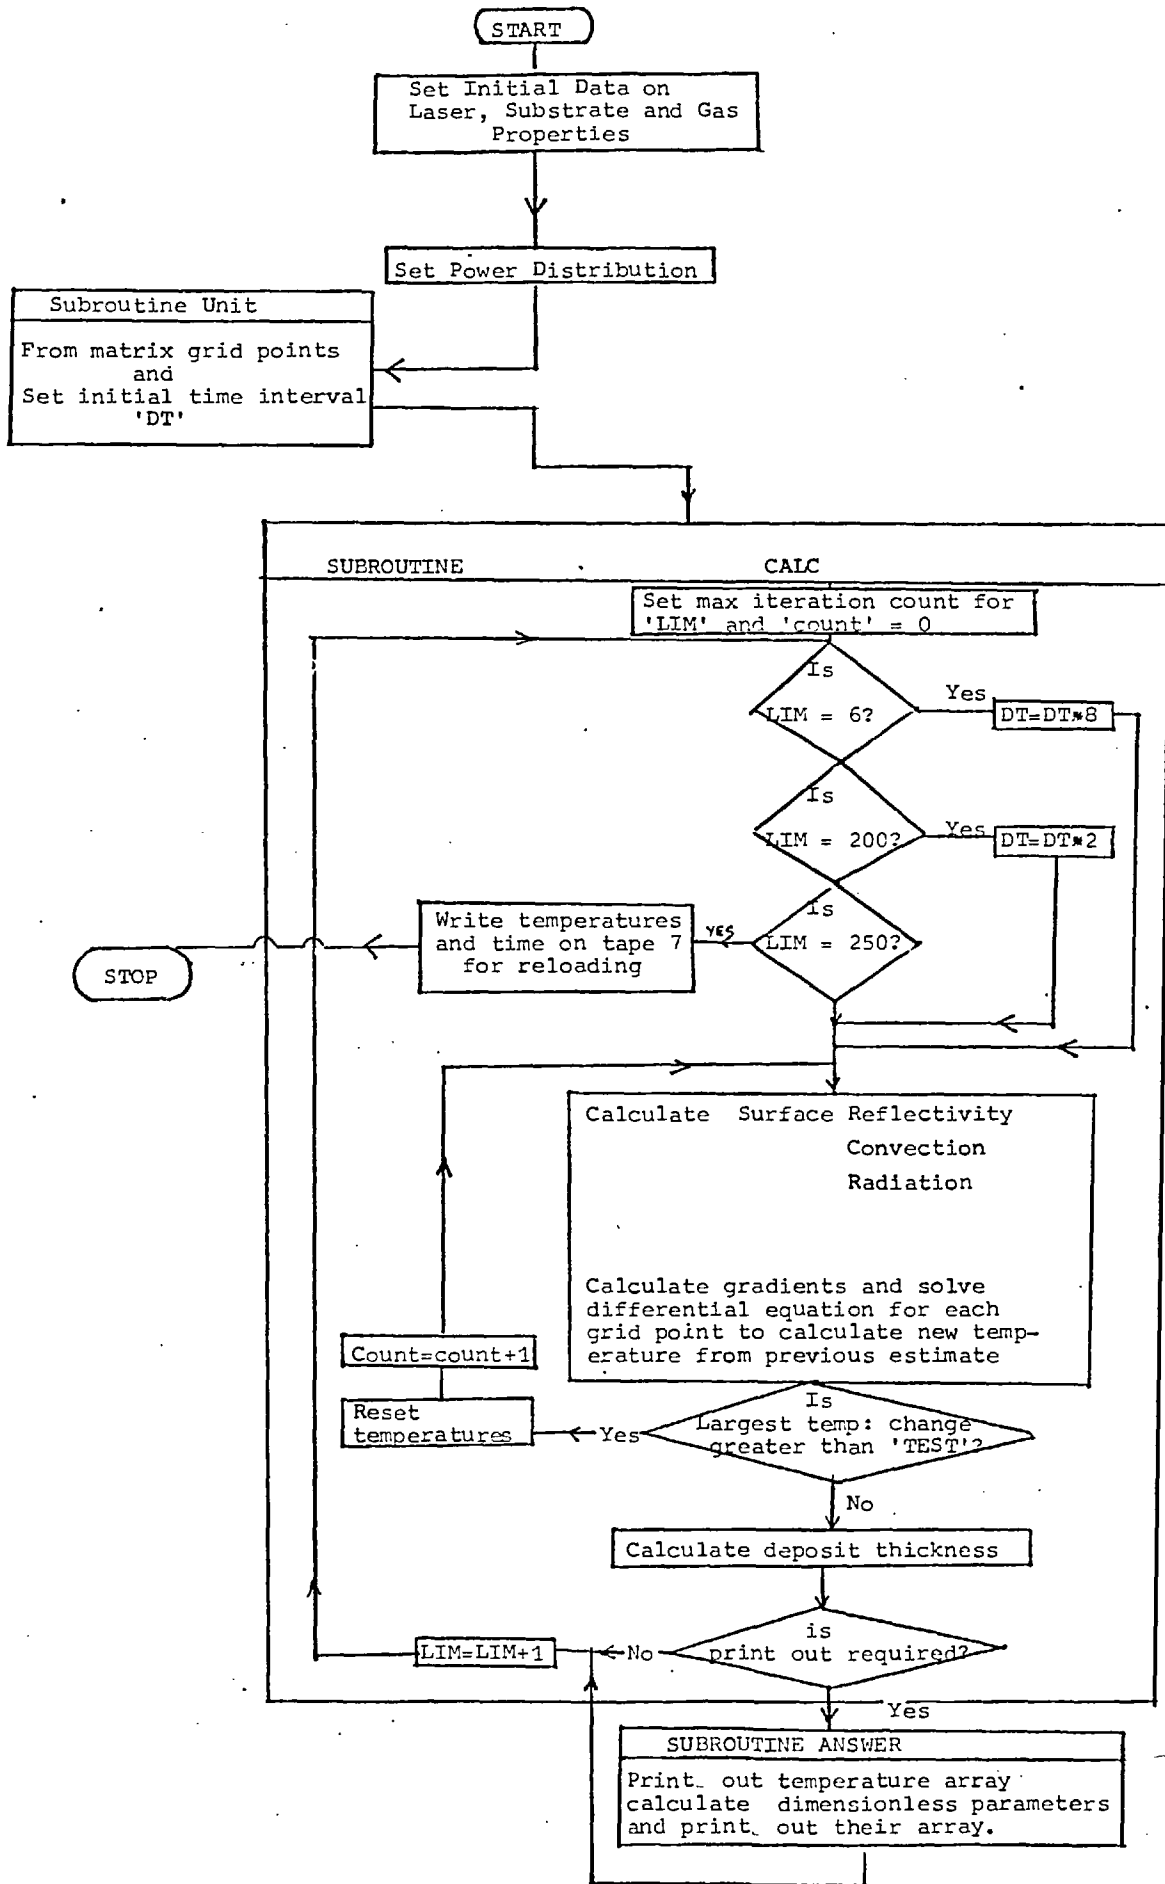 START
Set Initial Data on
Laser, Substrate and Gas
Properties
Set Power Distribution
Subroutine Unit
From matrix grid points
and
Set initial time interval
'DT'
SUBROUTINE CALC
Set max iteration count for
'LIM' and 'count' = 0
Is
LIM = 6?
Yes
DT=DT*8
Is
LIM = 200?
Yes
DT=DT*2
Is
LIM = 250?
YES
Write temperatures
and time on tape 7
for reloading
STOP
Calculate Surface Reflectivity
Convection
Radiation
Calculate gradients and solve
differential equation for each
grid point to calculate new temp-
erature from previous estimate
Count=count+1
Reset
temperatures
Yes
Is
Largest temp: change
greater than 'TEST'?
No
Calculate deposit thickness
is
print out required?
No
LIM=LIM+1
Yes
SUBROUTINE ANSWER
Print out temperature array
calculate dimensionless parameters
and print out their array.